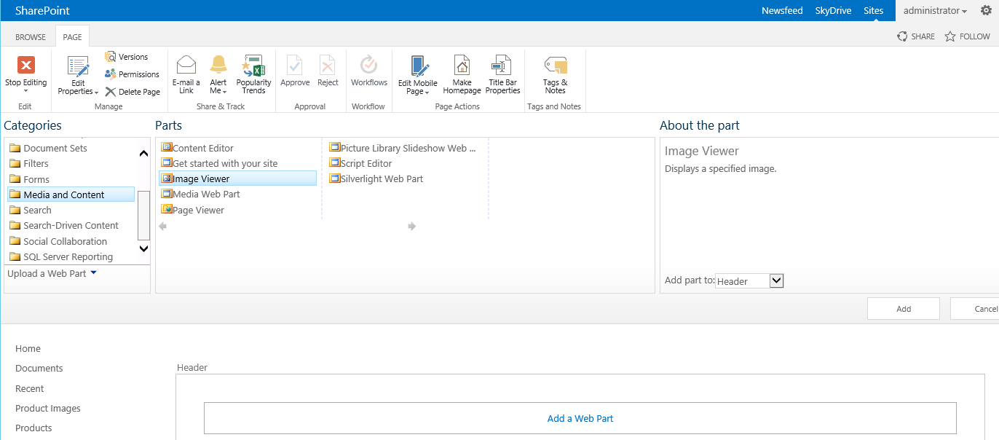 SharePoint
Newsfeed SkyDrive Sites administrator
BROWSE PAGE
SHARE FOLLOW
Stop Editing
Edit
Edit
Properties
Versions
Permissions
Delete Page
Manage
E-mail a
Link
Alert
Me
Popularity
Trends
Share & Track
Approve
Reject
Approval
Workflows
Workflow
Edit Mobile
Page
Make
Homepage
Title Bar
Properties
Page Actions
Tags &
Notes
Tags and Notes
Categories
Document Sets
Filters
Forms
Media and Content
Search
Search-Driven Content
Social Collaboration
SQL Server Reporting
Upload a Web Part
Parts
Content Editor
Get started with your site
Image Viewer
Media Web Part
Page Viewer
Picture Library Slideshow Web ...
Script Editor
Silverlight Web Part
About the part
Image Viewer
Displays a specified image.
Add part to: Header
Add
Cancel
Home
Documents
Recent
Product Images
Products
Header
Add a Web Part